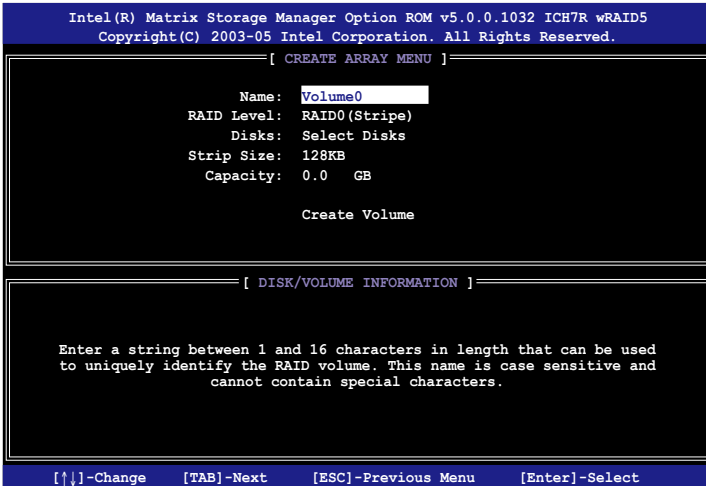 Intel(R) Matrix Storage Manager Option ROM v5.0.0.1032 ICH7R wRAID5
Copyright(C) 2003-05 Intel Corporation. All Rights Reserved.
[ CREATE ARRAY MENU ]
Name: Volume0
RAID Level: RAID0(Stripe)
Disks: Select Disks
Strip Size: 128KB
Capacity: 0.0 GB
Create Volume
[ DISK/VOLUME INFORMATION ]
Enter a string between 1 and 16 characters in length that can be used
to uniquely identify the RAID volume. This name is case sensitive and
cannot contain special characters.
[↑↓]-Change [TAB]-Next [ESC]-Previous Menu [Enter]-Select